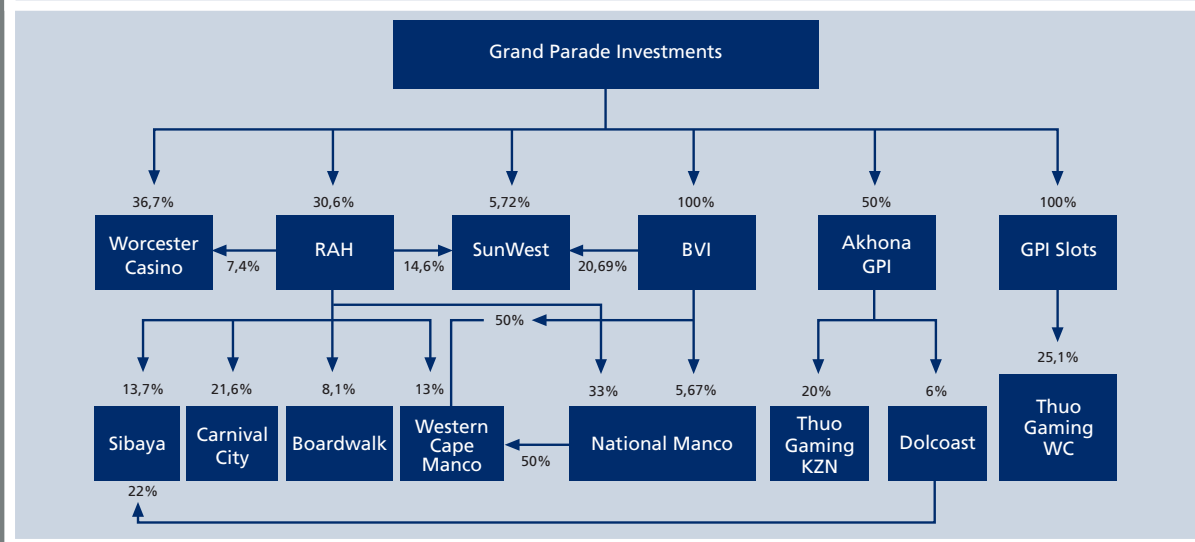 Grand Parade Investments
36,7%
30,6%
5,72%
100%
50%
100%
Worcester
Casino
RAH
SunWest
BVI
Akhona
GPI
GPI Slots
7,4%
14,6%
20,69%
50%
13,7%
21,6%
8,1%
13%
33%
5,67%
20%
6%
25,1%
Sibaya
Carnival
City
Boardwalk
Western
Cape
Manco
National Manco
Thuo
Gaming
KZN
Dolcoast
Thuo
Gaming
WC
50%
22%